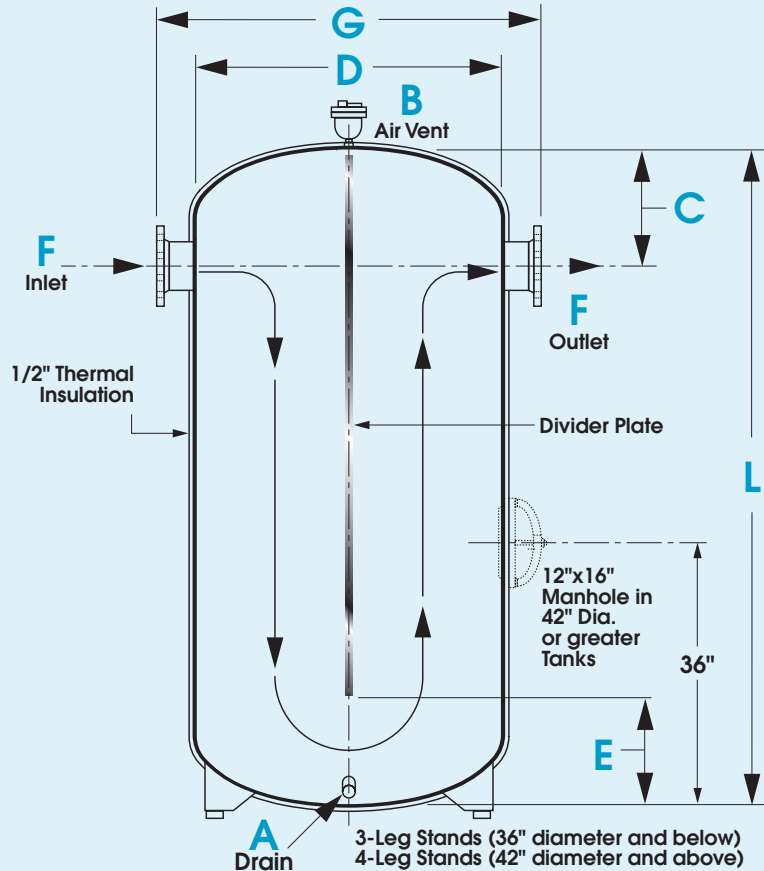 G
D
B
Air Vent
C
F
Inlet
F
Outlet
1/2" Thermal
Insulation
Divider Plate
L
12"x16"
Manhole in
42" Dia.
or greater
Tanks
36"
E
A
Drain
3-Leg Stands (36" diameter and below)
4-Leg Stands (42" diameter and above)